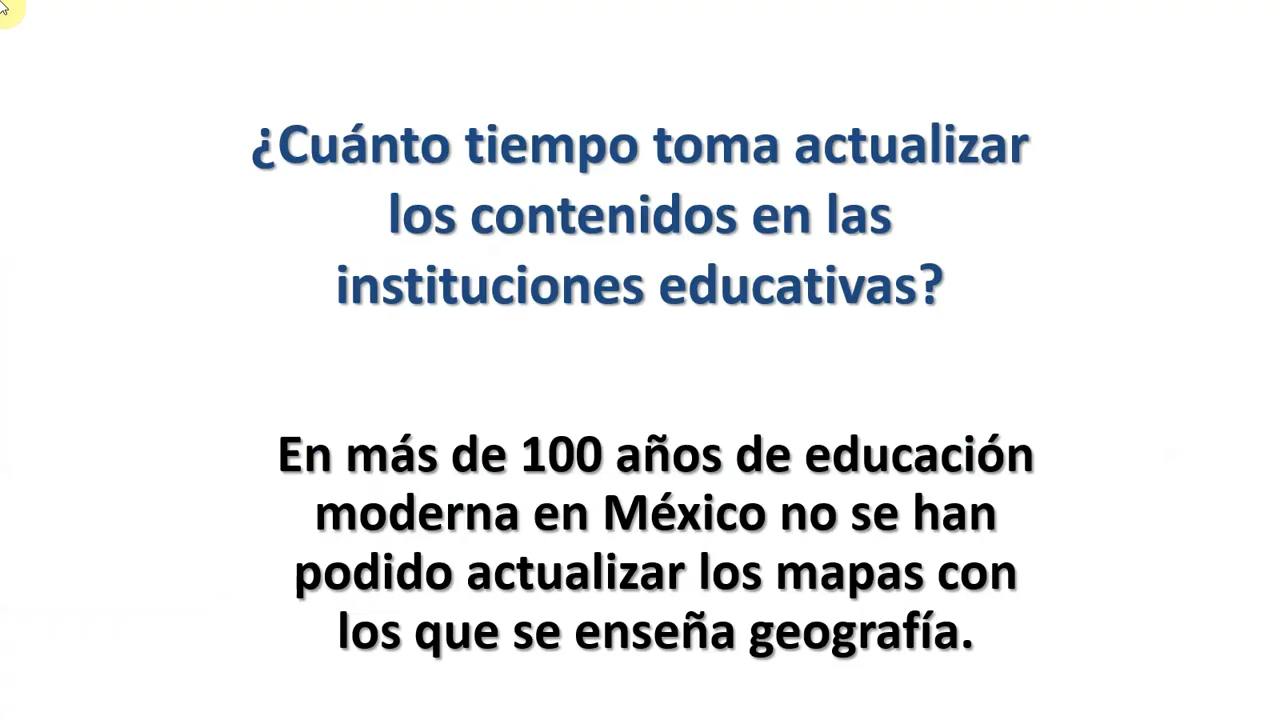 ¿Cuánto tiempo toma actualizar
los contenidos en las
instituciones educativas?
En más de 100 años de educación
moderna en México no se han
podido actualizar los mapas con
los que se enseña geografía.